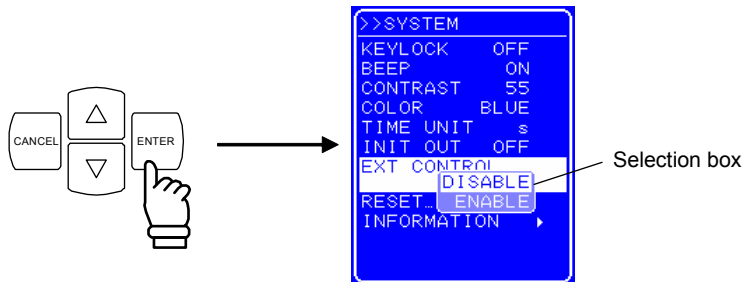 CANCEL
ENTER
>>SYSTEM
KEYLOCK OFF
BEEP ON
CONTRAST 55
COLOR BLUE
TIME UNIT s
INIT OUT OFF
EXT CONTROL
DISABLE
RESET… ENABLE
INFORMATION
Selection box